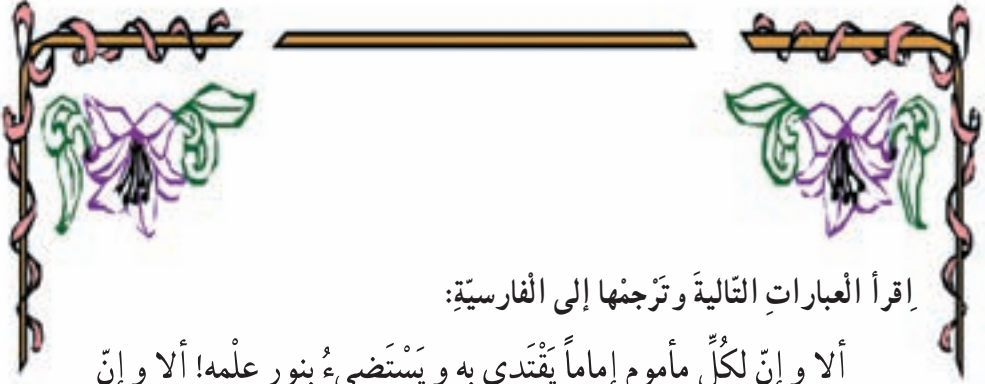 اِقرأ الْعباراتِ التّاليةَ و تَرْجمْها إلى الْفارسيّةِ:
ألا و إنّ لكُلِّ مأمومٍ إماماً يَقْتَدي به و يَسْتَضيءُ بنورِ علْمه! ألا و إنّ